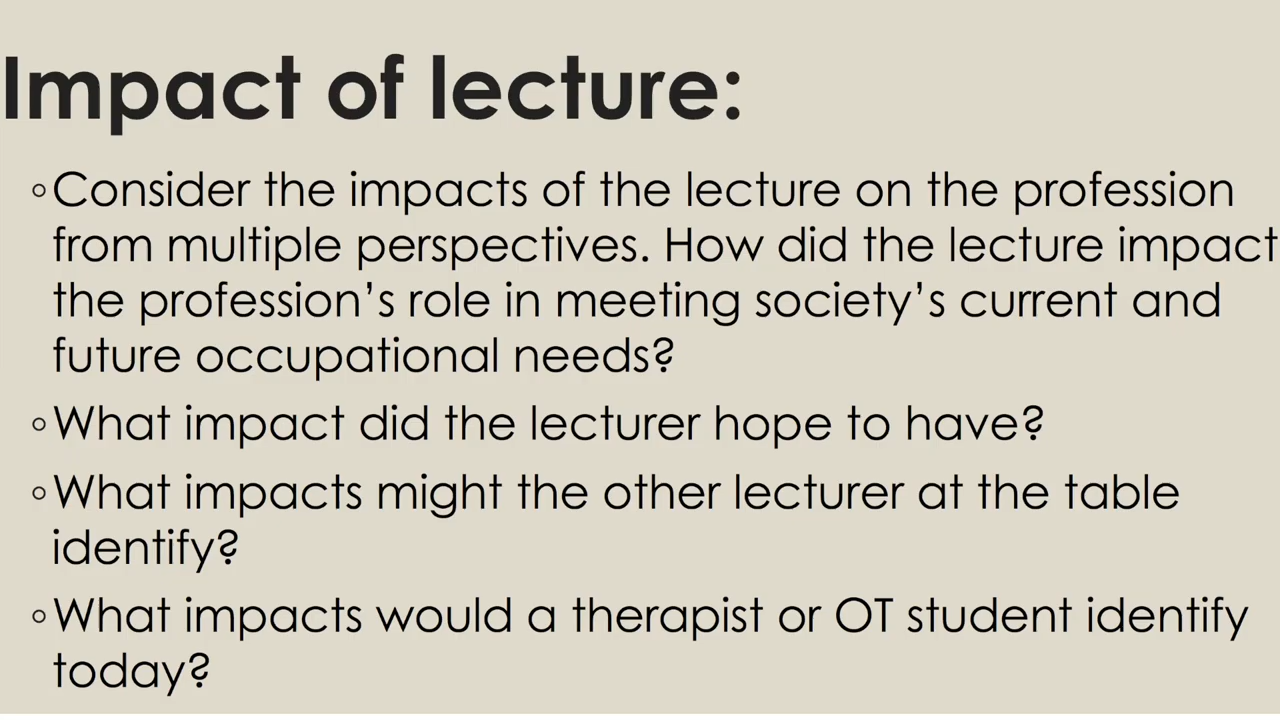 Impact of lecture:
◦Consider the impacts of the lecture on the profession
from multiple perspectives. How did the lecture impact
the profession’s role in meeting society’s current and
future occupational needs?
◦What impact did the lecturer hope to have?
◦What impacts might the other lecturer at the table
identify?
◦What impacts would a therapist or OT student identify
today?